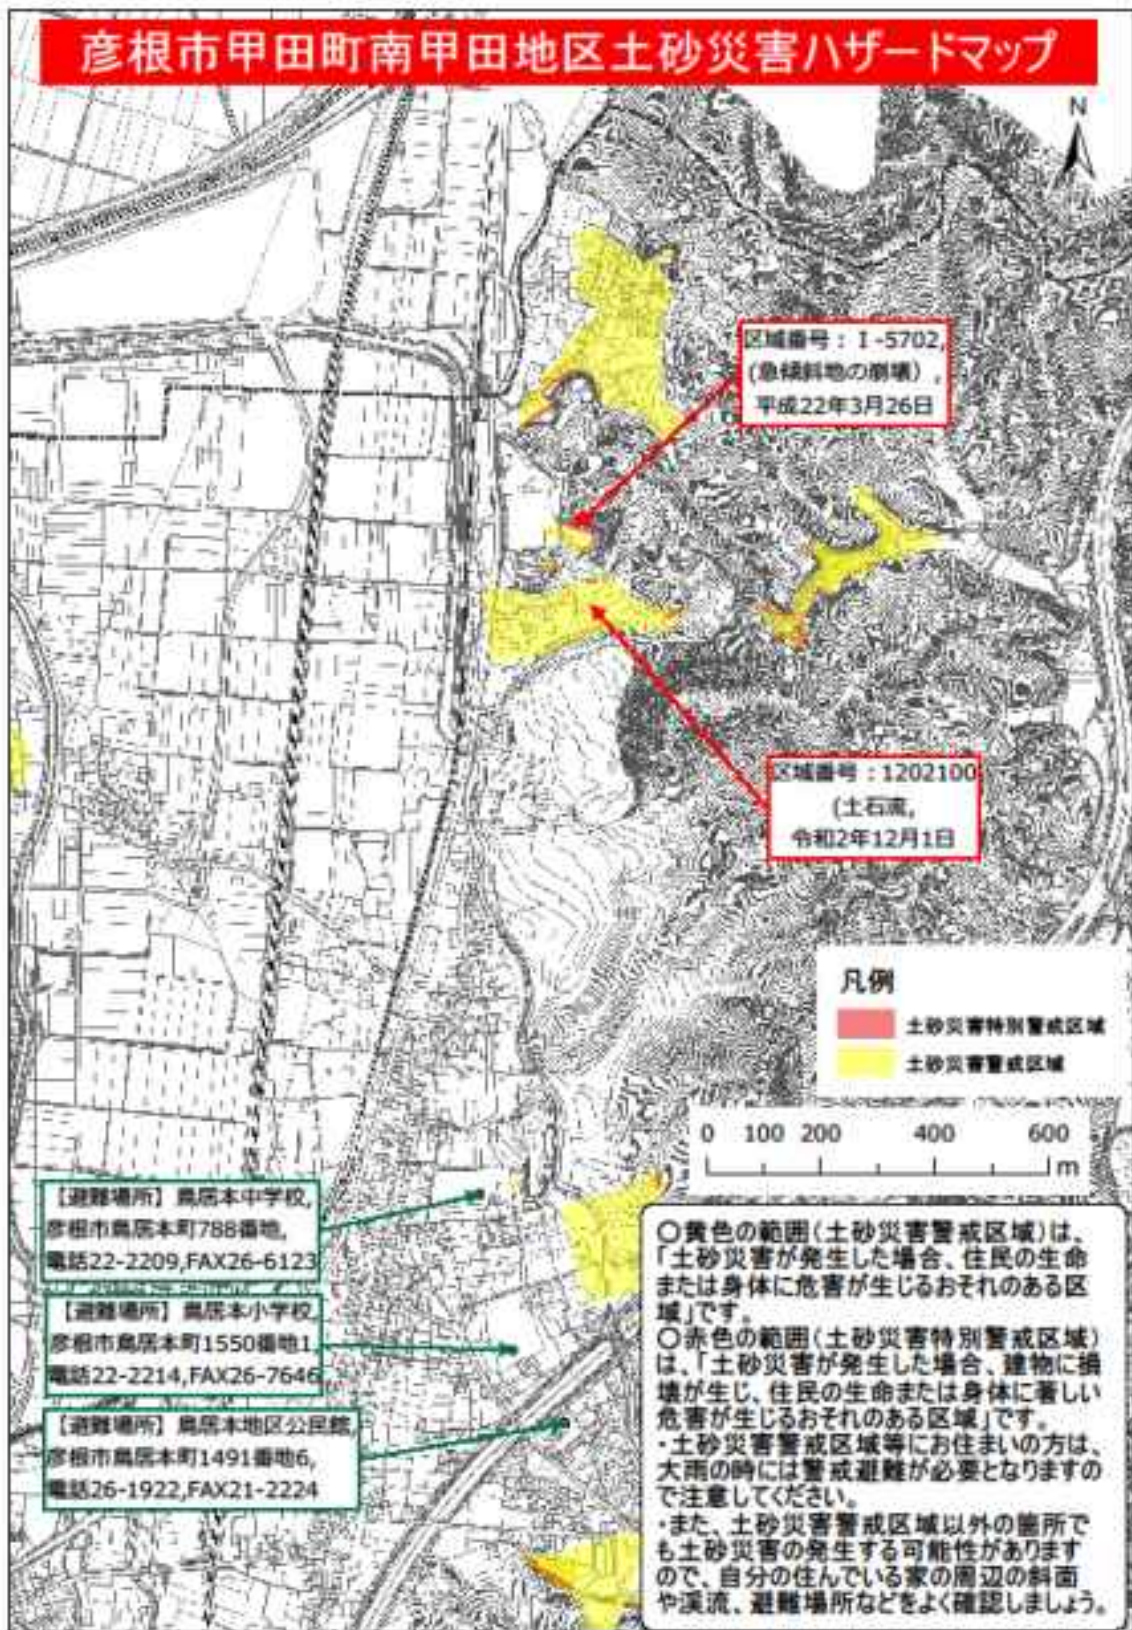 彦根市甲田町南甲田地区土砂災害ハザードマップ
N
区域番号：Ⅰ-5702,
(急傾斜地の崩壊),
平成22年3月26日
区域番号：1202100
(土石流,
令和2年12月1日
凡例
土砂災害特別警戒区域
土砂災害警戒区域
0 100 200 400 600
m
【避難場所】鳥居本中学校,
彦根市鳥居本町788番地,
電話22-2209,FAX26-6123
【避難場所】鳥居本小学校
彦根市鳥居本町1550番地1,
電話22-2214,FAX26-7646
【避難場所】鳥居本地区公民館,
彦根市鳥居本町1491番地6,
電話26-1922,FAX21-2224
〇黄色の範囲(土砂災害警戒区域)は、
「土砂災害が発生した場合、住民の生命
または身体に危害が生じるおそれのある区
域」です。
〇赤色の範囲(土砂災害特別警戒区域)
は、「土砂災害が発生した場合、建物に損
壊が生じ、住民の生命または身体に著しい
危害が生じるおそれのある区域」です。
・土砂災害警戒区域等にお住まいの方は、
大雨の時には警戒避難が必要となりますの
で注意してください。
・また、土砂災害警戒区域以外の箇所で
も土砂災害の発生する可能性があります
ので、自分の住んでいる家の周辺の斜面
や渓流、避難場所などをよく確認しましょう。